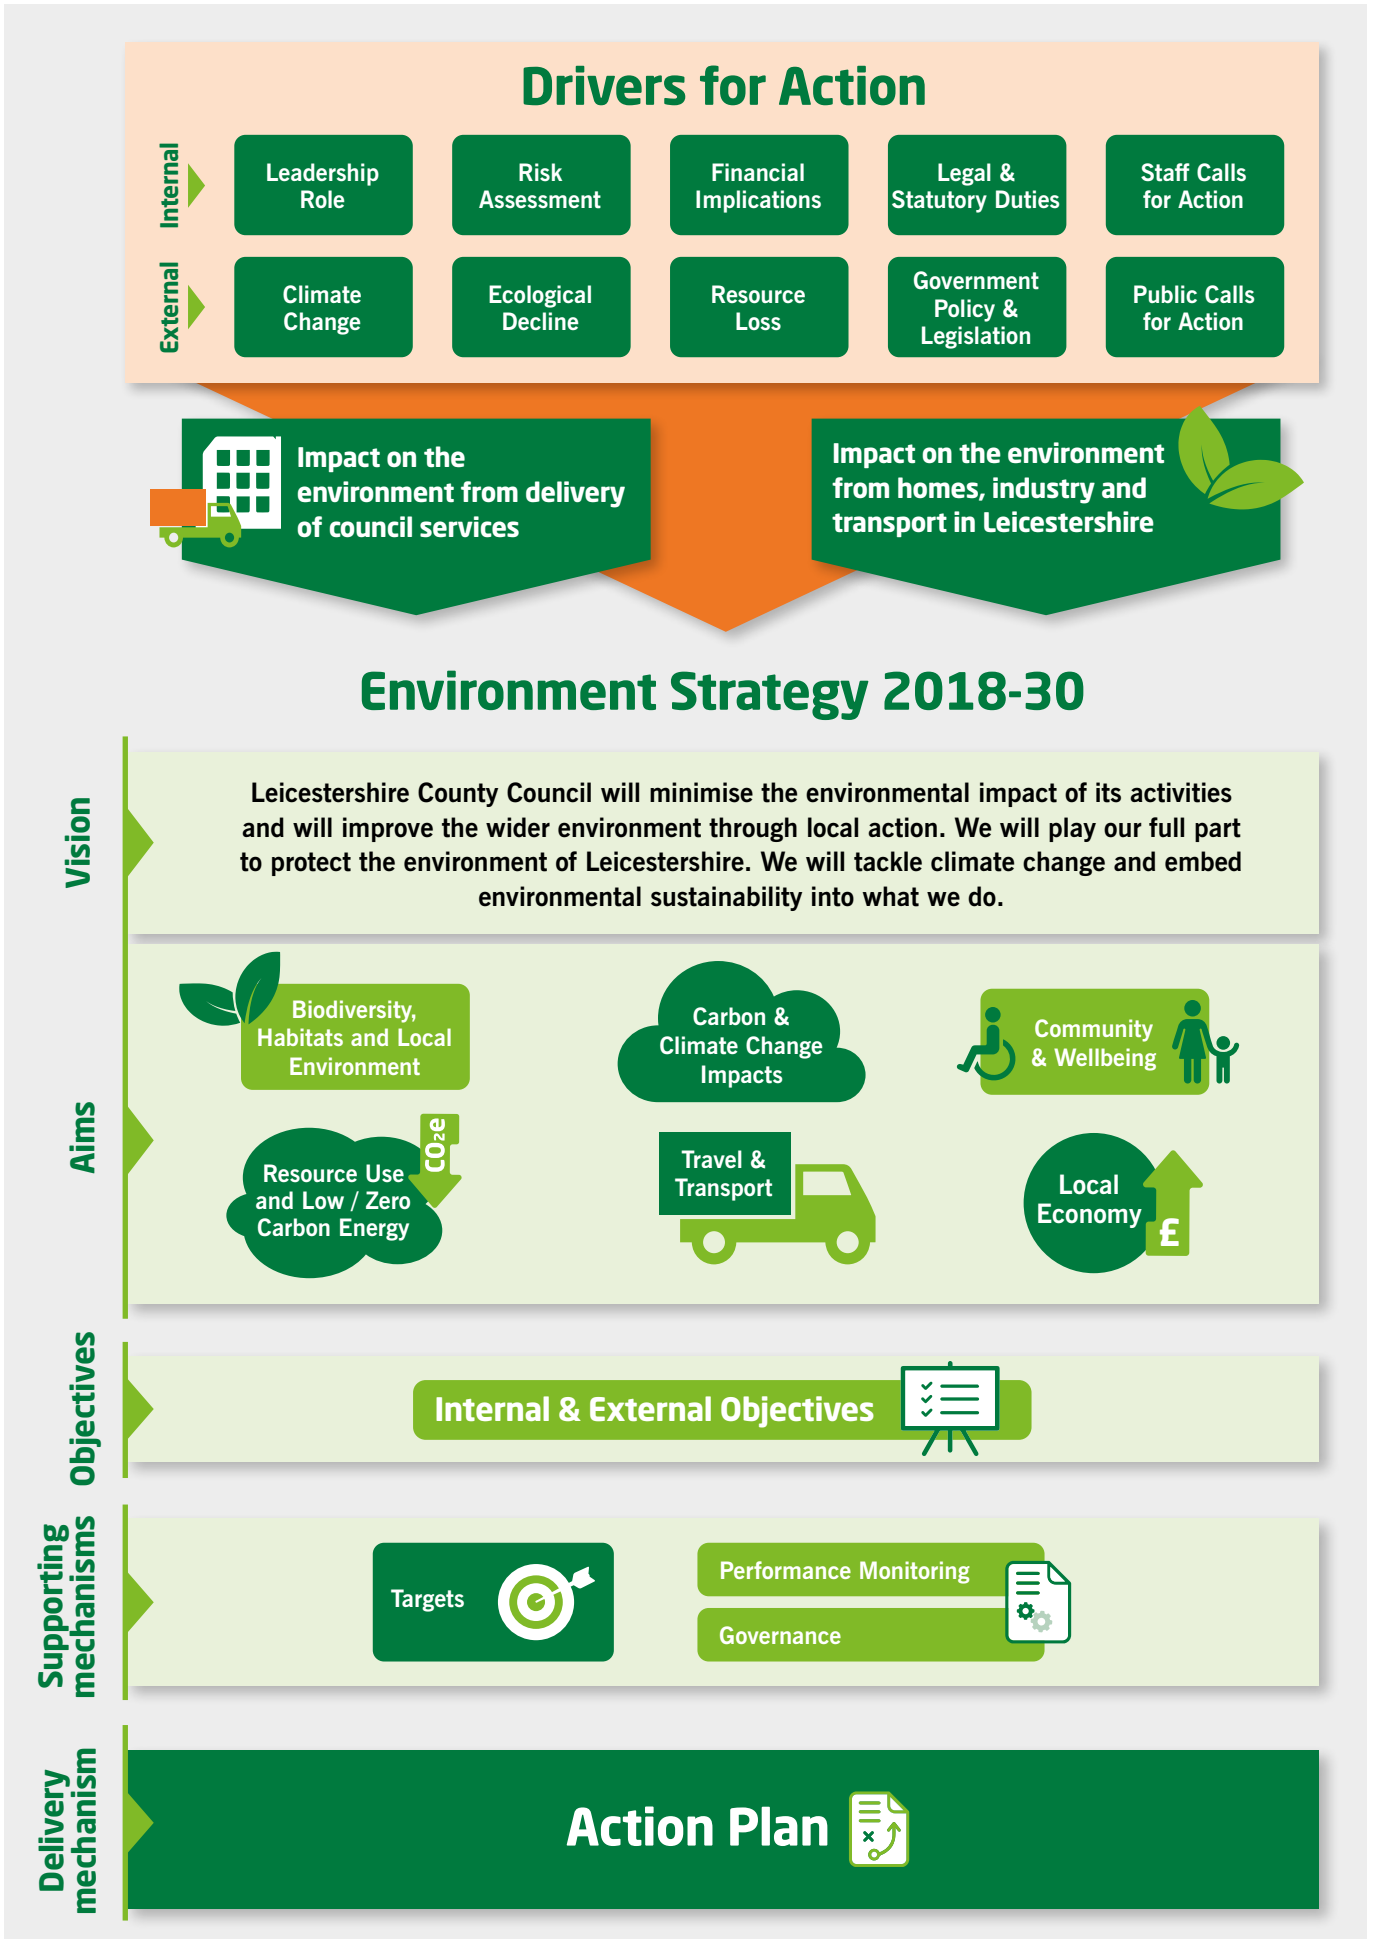 Drivers for Action
Internal
Leadership
Role
Risk
Assessment
Financial
Implications
Legal &
Statutory Duties
Staff Calls
for Action
External
Climate
Change
Ecological
Decline
Resource
Loss
Government
Policy &
Legislation
Public Calls
for Action
Impact on the
environment from delivery
of council services
Impact on the environment
from homes, industry and
transport in Leicestershire
Environment Strategy 2018-30
Vision
Leicestershire County Council will minimise the environmental impact of its activities
and will improve the wider environment through local action. We will play our full part
to protect the environment of Leicestershire. We will tackle climate change and embed
environmental sustainability into what we do.
Aims
Biodiversity,
Habitats and Local
Environment
Carbon &
Climate Change
Impacts
Community
& Wellbeing
Resource Use
and Low / Zero
Carbon Energy
CO₂e
Travel &
Transport
Local
Economy
£
Objectives
Internal & External Objectives
Supporting
mechanisms
Targets
Performance Monitoring
Governance
Delivery
mechanism
Action Plan